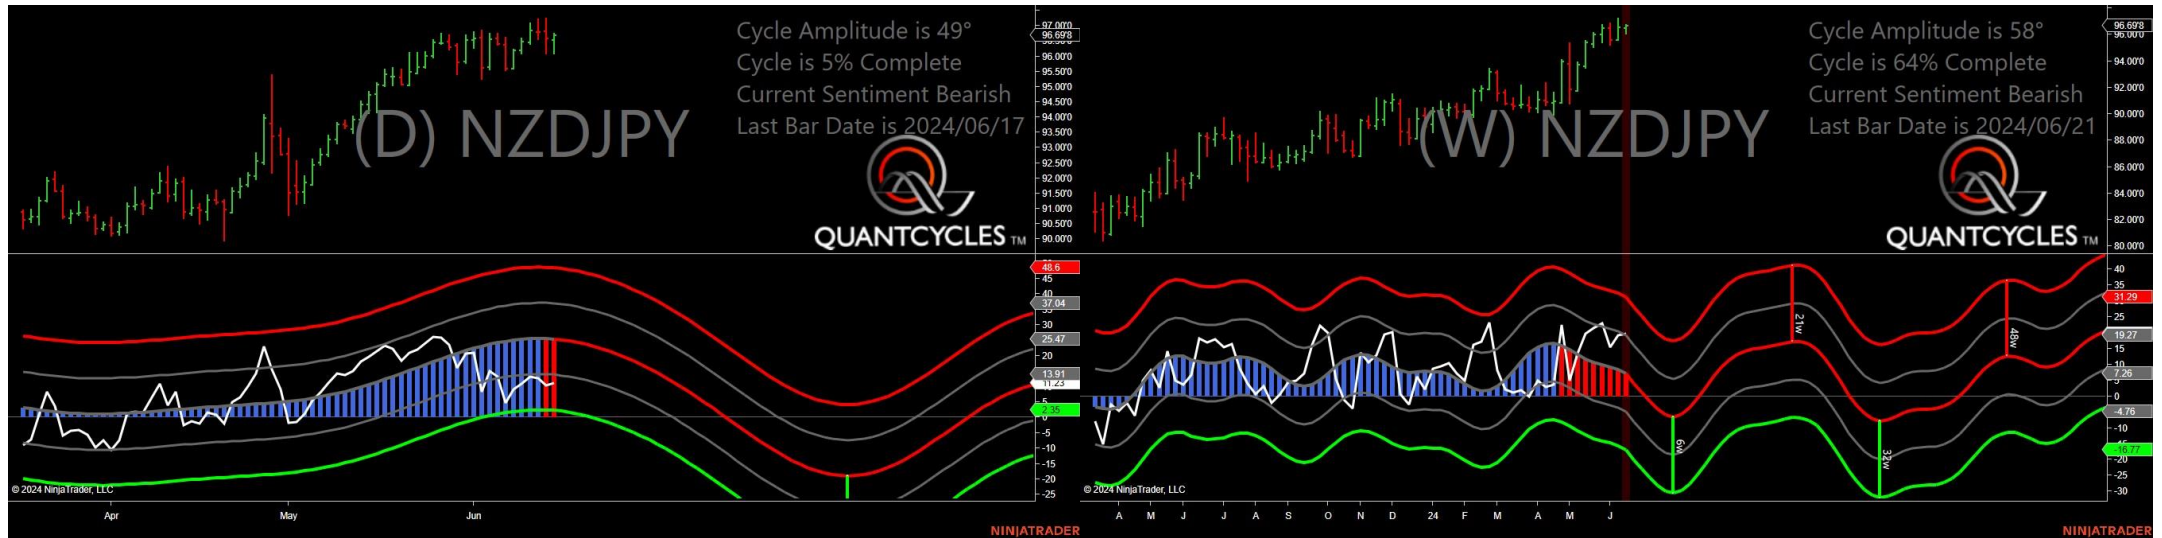 Cycle Amplitude is 49°
Cycle is 5% Complete
Current Sentiment Bearish
Last Bar Date is 2024/06/17
(D) NZDJPY
QUANTCYCLES TM
97.00'0
96.69'8
96.00'0
95.50'0
95.00'0
94.50'0
94.00'0
93.50'0
93.00'0
92.50'0
92.00'0
91.50'0
91.00'0
90.50'0
90.00'0
48.6
45
40
37.04
30
25.47
20
13.91
11.23
5
2.35
-5
-10
-15
-20
-25
© 2024 NinjaTrader, LLC
Apr May Jun
NINJATRADER
Cycle Amplitude is 58°
Cycle is 64% Complete
Current Sentiment Bearish
Last Bar Date is 2024/06/21
(W) NZDJPY
QUANTCYCLES TM
96.69'8
96.00'0
94.00'0
92.00'0
90.00'0
88.00'0
86.00'0
84.00'0
82.00'0
80.00'0
40
35
31.29
25
19.27
15
10
7.26
0
-4.76
-10
-16.77
-20
-25
-30
21w
48w
6w
32w
© 2024 NinjaTrader, LLC
A M J J A S O N D 24 F M A M J
NINJATRADER